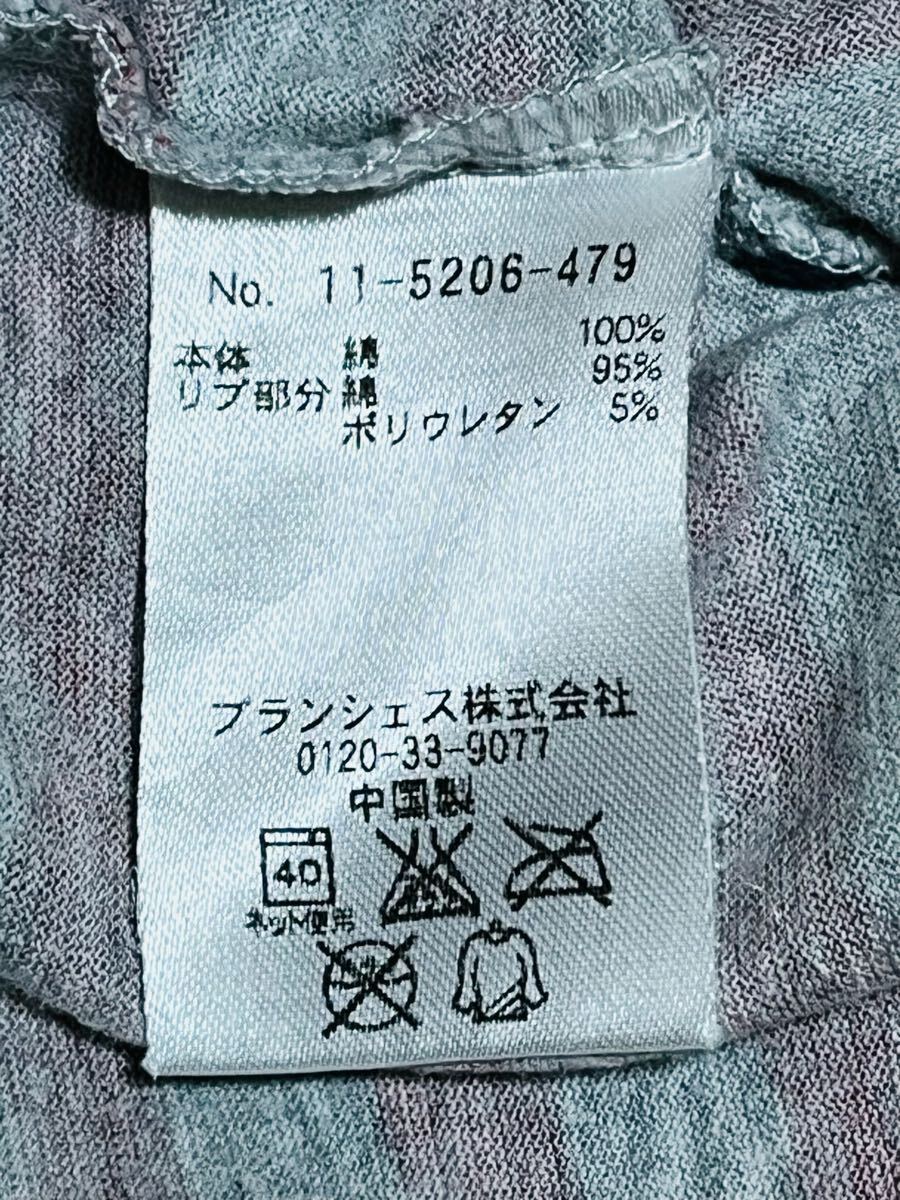 No. 11-5206-479
本体 綿 100%
リブ部分 綿 95%
ポリウレタン 5%
ブランシェス株式会社
0120-33-9077
中国製
40
ネット使用